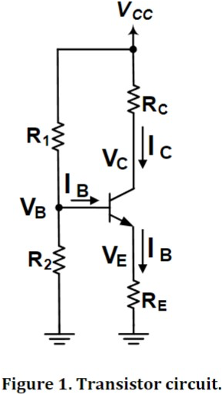 VCC
RC
R1
IC
VC
IB
VB
R2
VE
IB
RE
Figure 1. Transistor circuit.